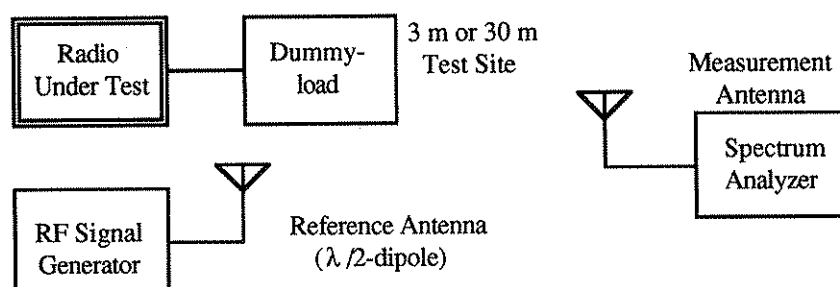 Radio
Under Test
Dummy-
load
3 m or 30 m
Test Site
Measurement
Antenna
Spectrum
Analyzer
RF Signal
Generator
Reference Antenna
(λ/2-dipole)